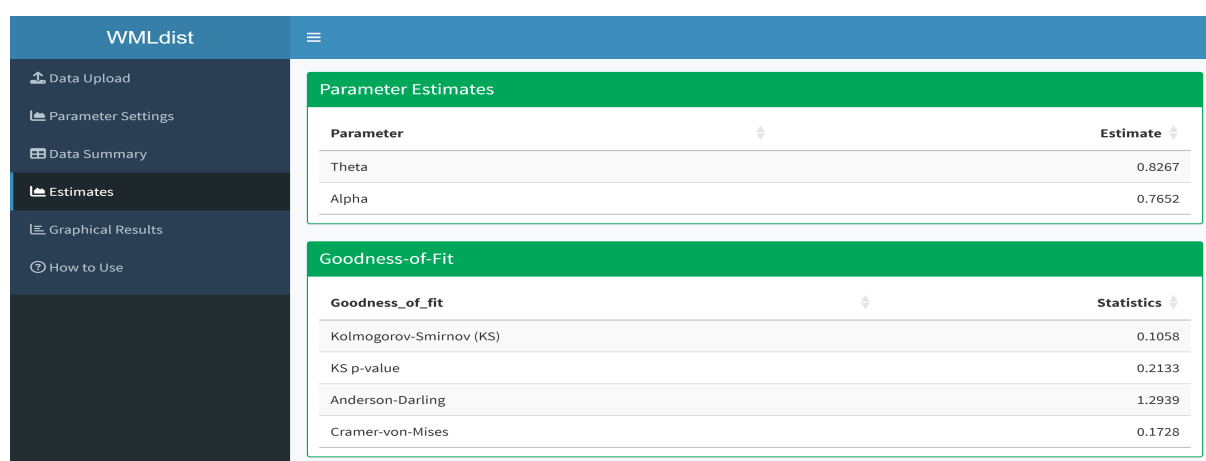 WMLdist
Data Upload
Parameter Settings
Data Summary
Estimates
Graphical Results
How to Use
Parameter Estimates
Parameter Estimate
Theta 0.8267
Alpha 0.7652
Goodness-of-Fit
Goodness_of_fit Statistics
Kolmogorov-Smirnov (KS) 0.1058
KS p-value 0.2133
Anderson-Darling 1.2939
Cramer-von-Mises 0.1728